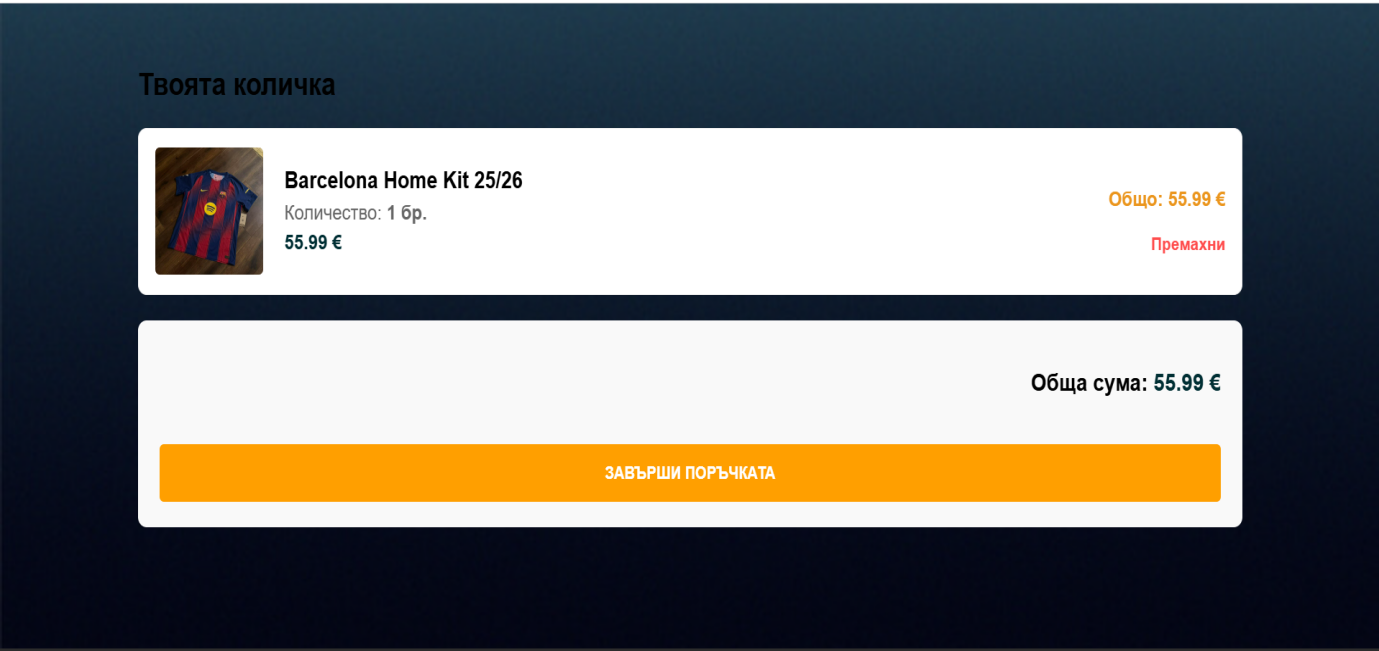 Твоята количка
Barcelona Home Kit 25/26
Количество: 1 бр.
55.99 €
Общо: 55.99 €
Премахни
Обща сума: 55.99 €
ЗАВЪРШИ ПОРЪЧКАТА